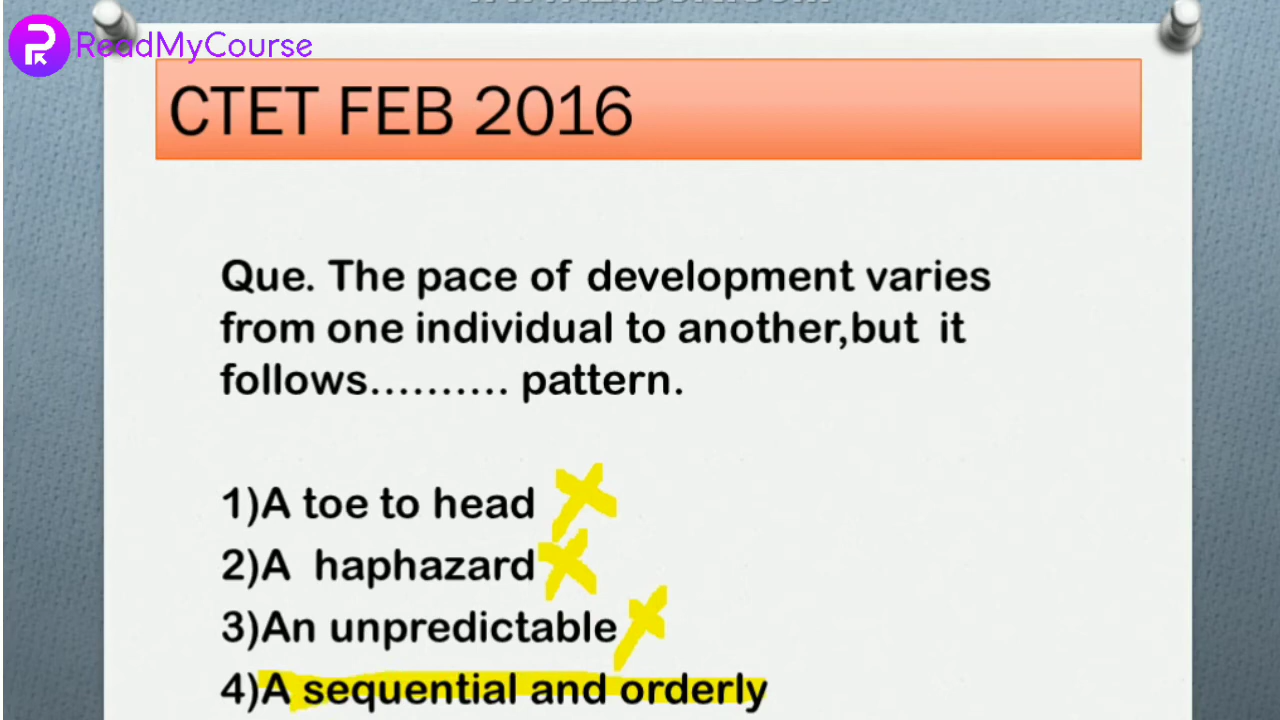 ReadMyCourse
CTET FEB 2016
Que. The pace of development varies
from one individual to another,but it
follows.......... pattern.
1)A toe to head
2)A haphazard
3)An unpredictable
4)A sequential and orderly